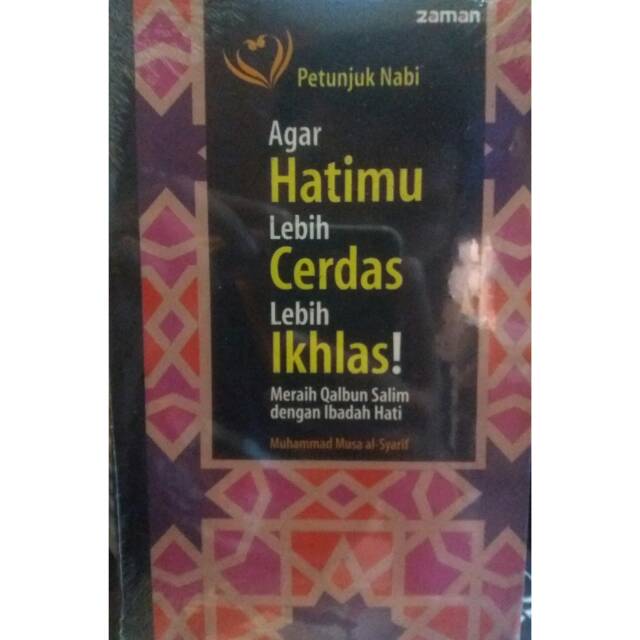 zaman
Petunjuk Nabi
Agar
Hatimu
Lebih
Cerdas
Lebih
Ikhlas!
Meraih Qalbun Salim
dengan Ibadah Hati
Muhammad Musa al-Syarif